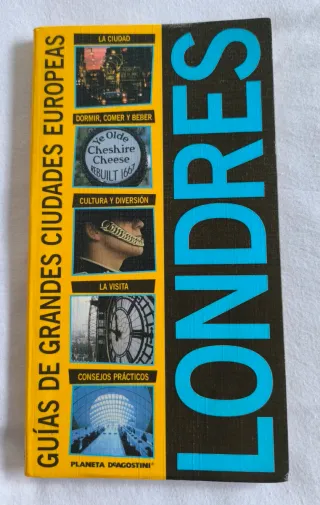 GUÍAS DE GRANDES CIUDADES EUROPEAS
LA CIUDAD
DORMIR, COMER Y BEBER
Ye Olde
Cheshire
Cheese
REBUILT 1667
CULTURA Y DIVERSIÓN
LA VISITA
CONSEJOS PRÁCTICOS
PLANETA DEAGOSTINI
LONDRES